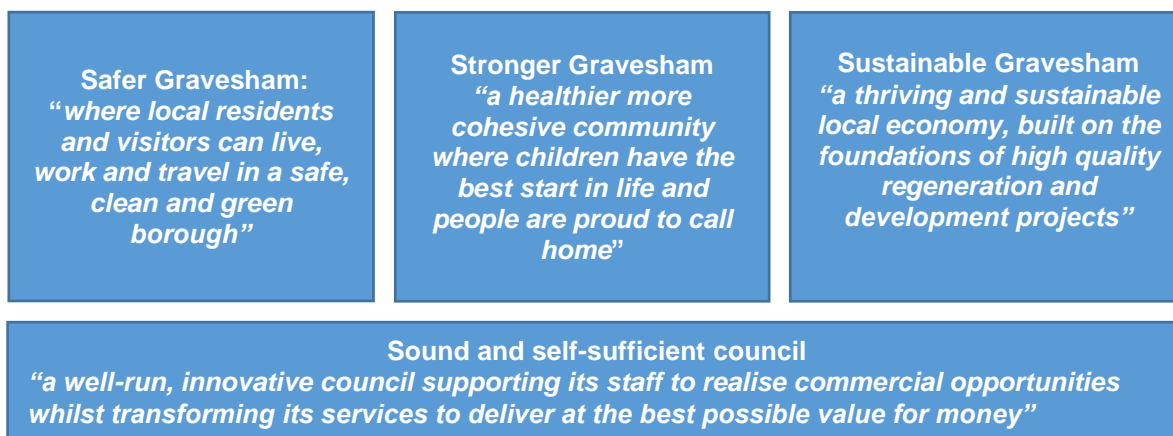 Safer Gravesham:
“where local residents
and visitors can live,
work and travel in a safe,
clean and green
borough”
Stronger Gravesham
“a healthier more
cohesive community
where children have the
best start in life and
people are proud to call
home”
Sustainable Gravesham
“a thriving and sustainable
local economy, built on the
foundations of high quality
regeneration and
development projects”
Sound and self-sufficient council
“a well-run, innovative council supporting its staff to realise commercial opportunities
whilst transforming its services to deliver at the best possible value for money”